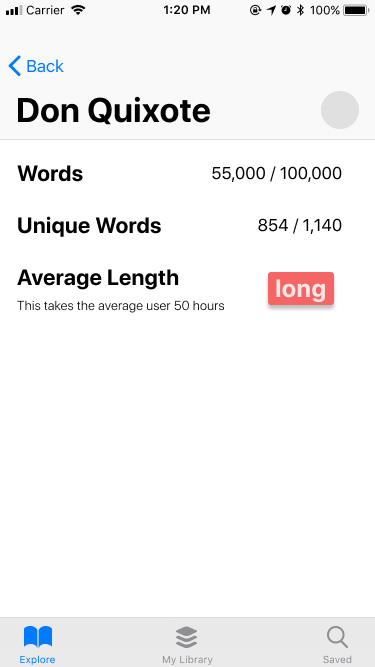 Carrier 1:20 PM 100%
Back
Don Quixote
Words 55,000 / 100,000
Unique Words 854 / 1,140
Average Length long
This takes the average user 50 hours
Explore My Library Saved